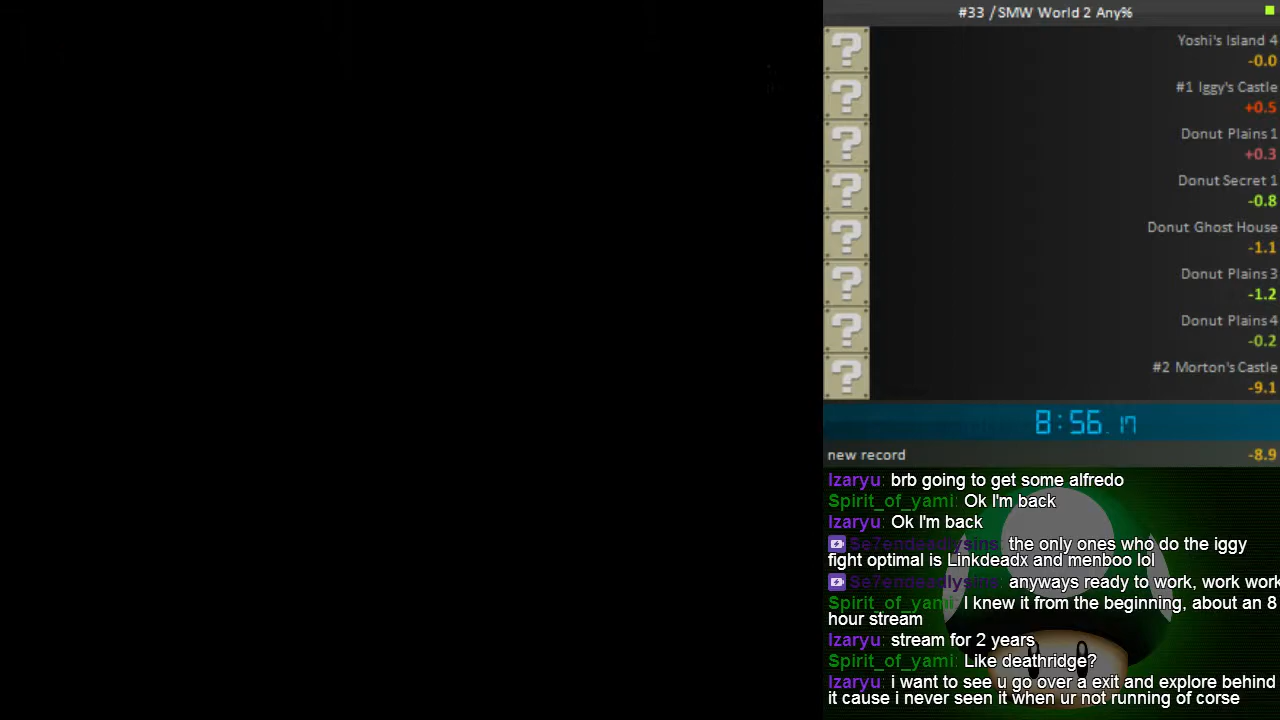 #33 / SMW World 2 Any%
Yoshi's Island 4
-0.0
#1 Iggy's Castle
+0.5
Donut Plains 1
+0.3
Donut Secret 1
-0.8
Donut Ghost House
-1.1
Donut Plains 3
-1.2
Donut Plains 4
-0.2
#2 Morton's Castle
-9.1
8:56.17
new record -8.9
Izaryu: brb going to get some alfredo
Spirit_of_yami: Ok I'm back
Izaryu: Ok I'm back
Se7endeadlysins: the only ones who do the iggy
fight optimal is Linkdeadx and menboo lol
Se7endeadlysins: anyways ready to work, work work
Spirit_of_yami: I knew it from the beginning, about an 8
hour stream
Izaryu: stream for 2 years
Spirit_of_yami: Like deathridge?
Izaryu: i want to see u go over a exit and explore behind
it cause i never seen it when ur not running of corse